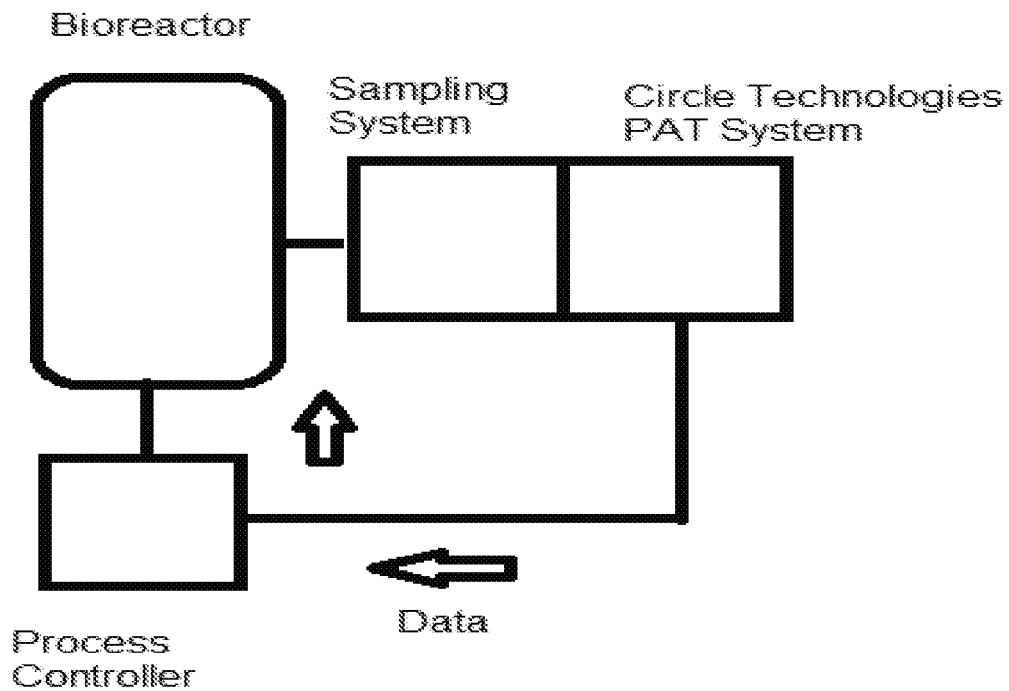 Bioreactor
Sampling
System
Circle Technologies
PAT System
Data
Process
Controller